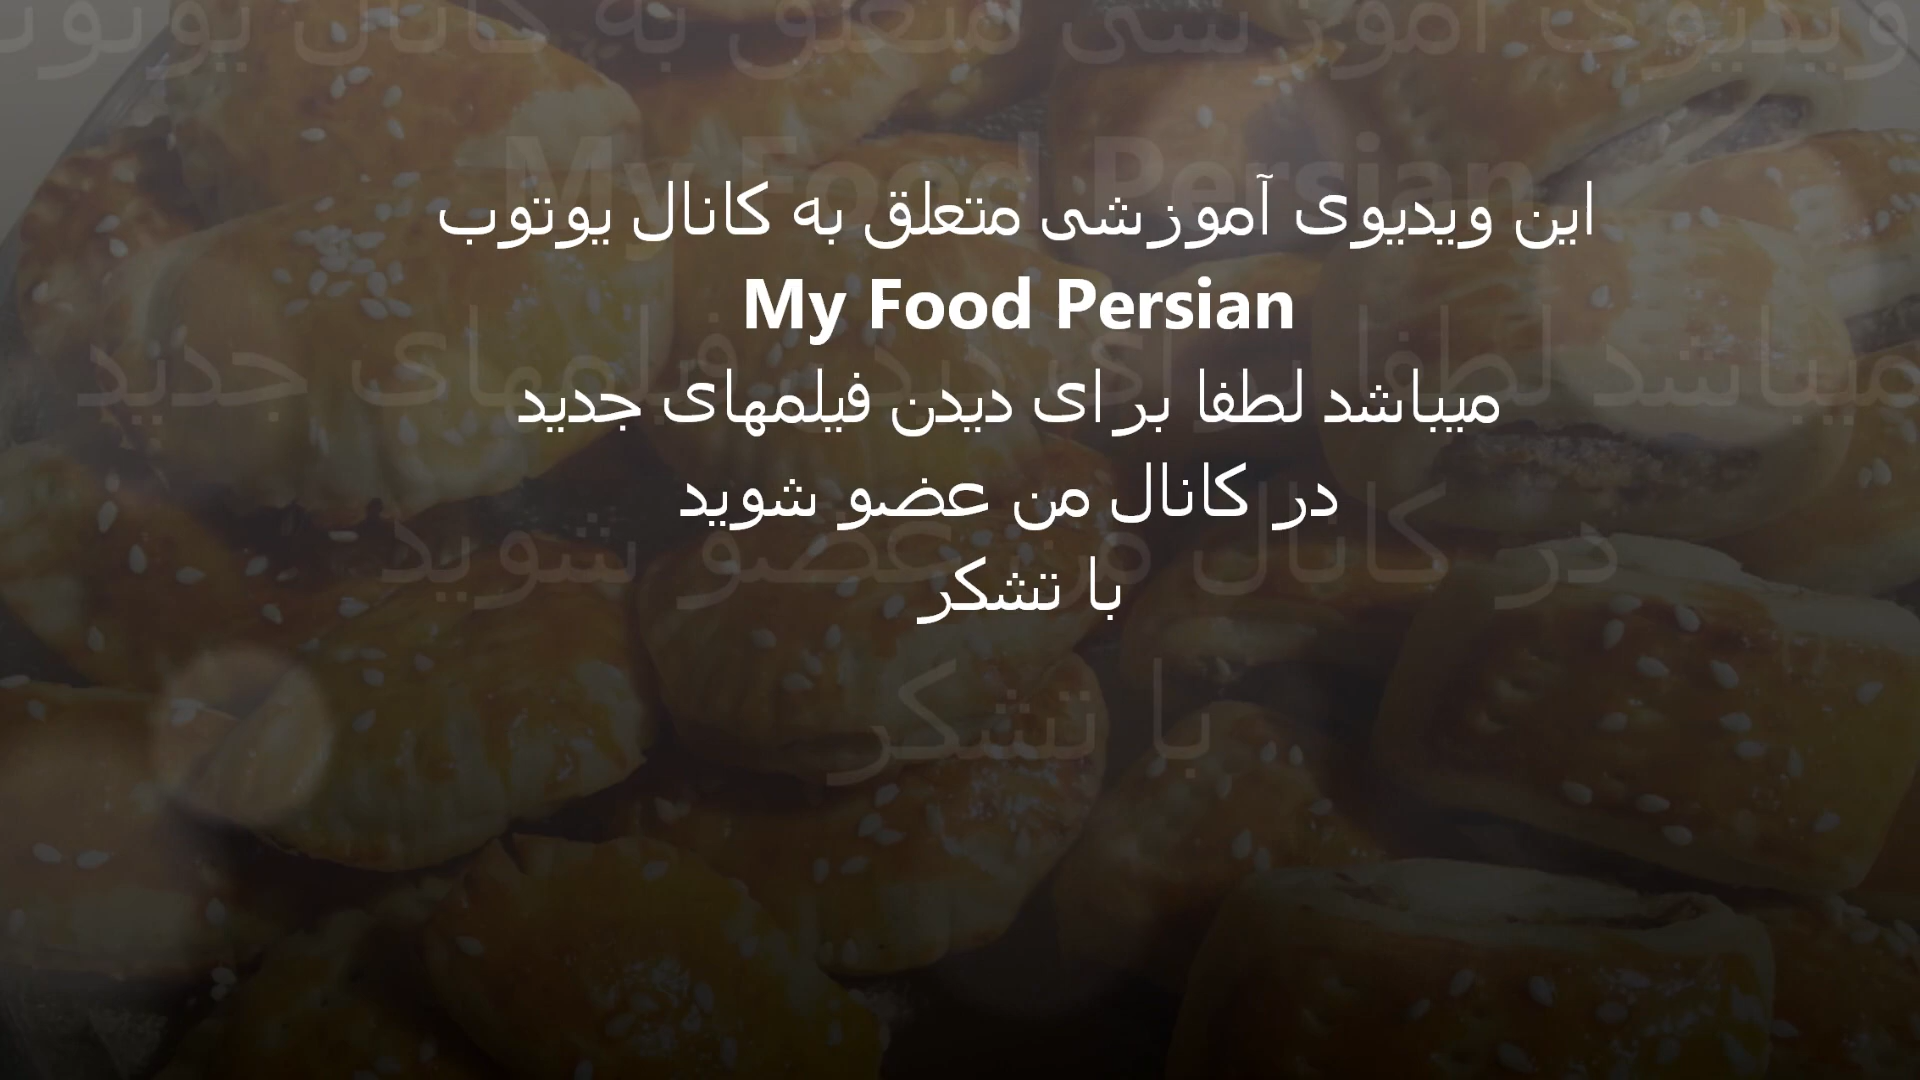 این ویدیوی آموزشی متعلق به کانال یوتوب
My Food Persian
میباشد لطفا برای دیدن فیلمهای جدید
در کانال من عضو شوید
با تشکر